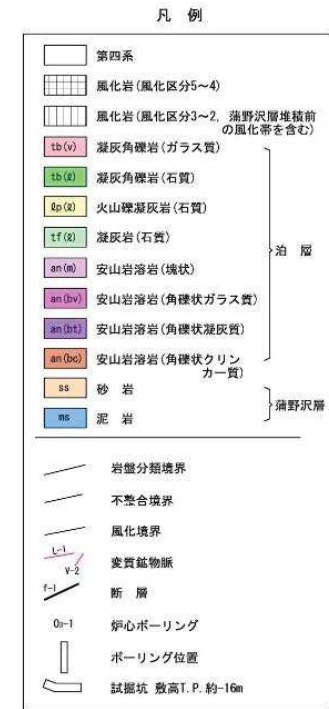 凡 例
第四系
風化岩(風化区分5~4)
風化岩(風化区分3~2, 蒲野沢層堆積前
の風化帯を含む)
tb(v) 凝灰角礫岩(ガラス質)
tb(ℓ) 凝灰角礫岩(石質)
ℓp(ℓ) 火山礫凝灰岩(石質)
tf(ℓ) 凝灰岩(石質)
an(m) 安山岩溶岩(塊状)
an(bv) 安山岩溶岩(角礫状ガラス質)
an(bt) 安山岩溶岩(角礫状凝灰質)
an(bc) 安山岩溶岩(角礫状クリン
カー質)
泊 層
ss 砂 岩
ms 泥 岩
蒲野沢層
岩盤分類境界
不整合境界
風化境界
L-1
V-2
変質鉱物脈
f-1 断 層
O₃-1 炉心ボーリング
ボーリング位置
試掘坑 敷高T.P.約-16m